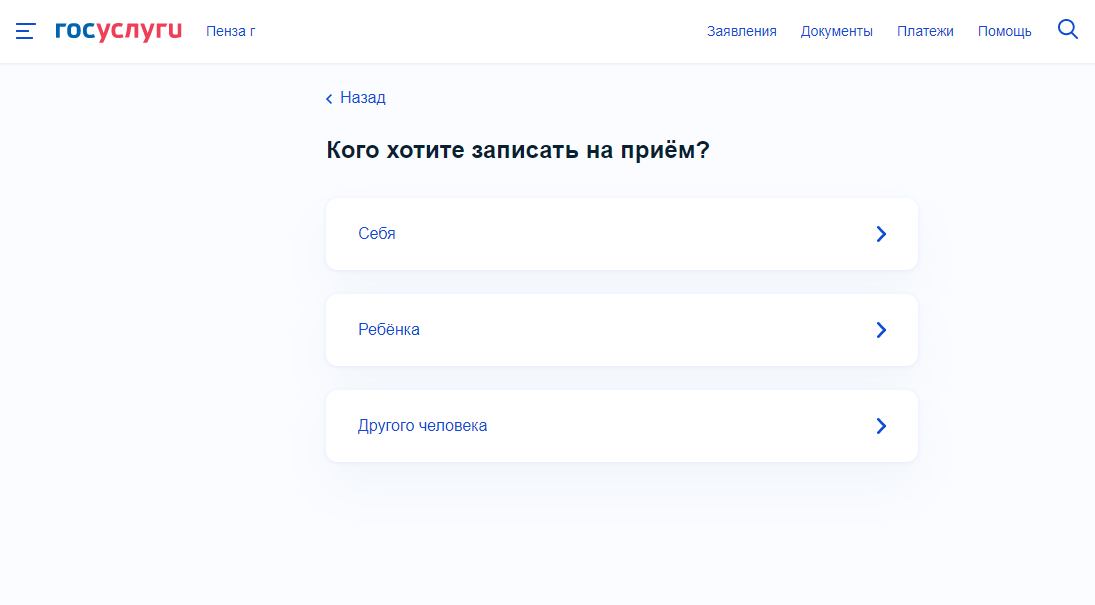 госуслуги Пенза г Заявления Документы Платежи Помощь
Назад
Кого хотите записать на приём?
Себя
Ребёнка
Другого человека